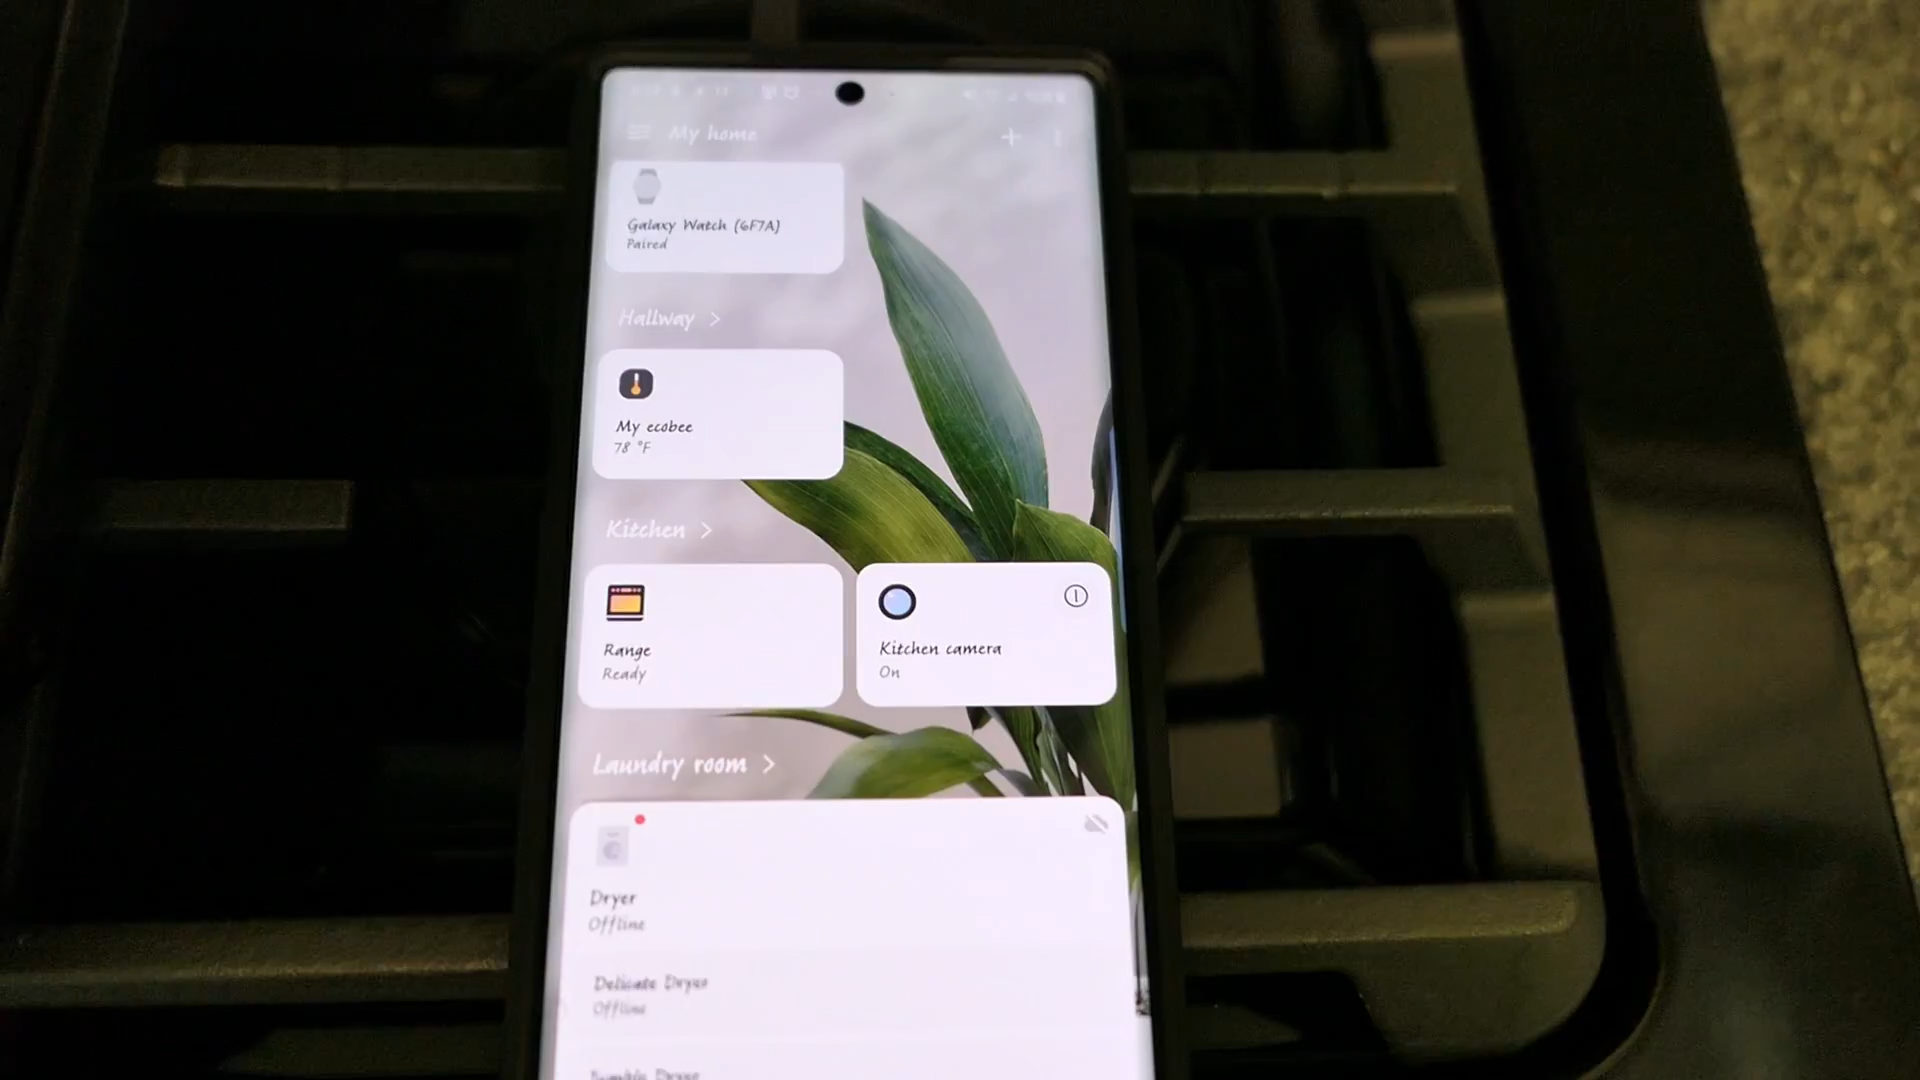 My home
Galaxy Watch (6F7A)
Paired
Hallway >
My ecobee
78 °F
Kitchen >
Range
Ready
Kitchen camera
On
Laundry room >
Dryer
Offline
Delicate Dryer
Offline
Dryer